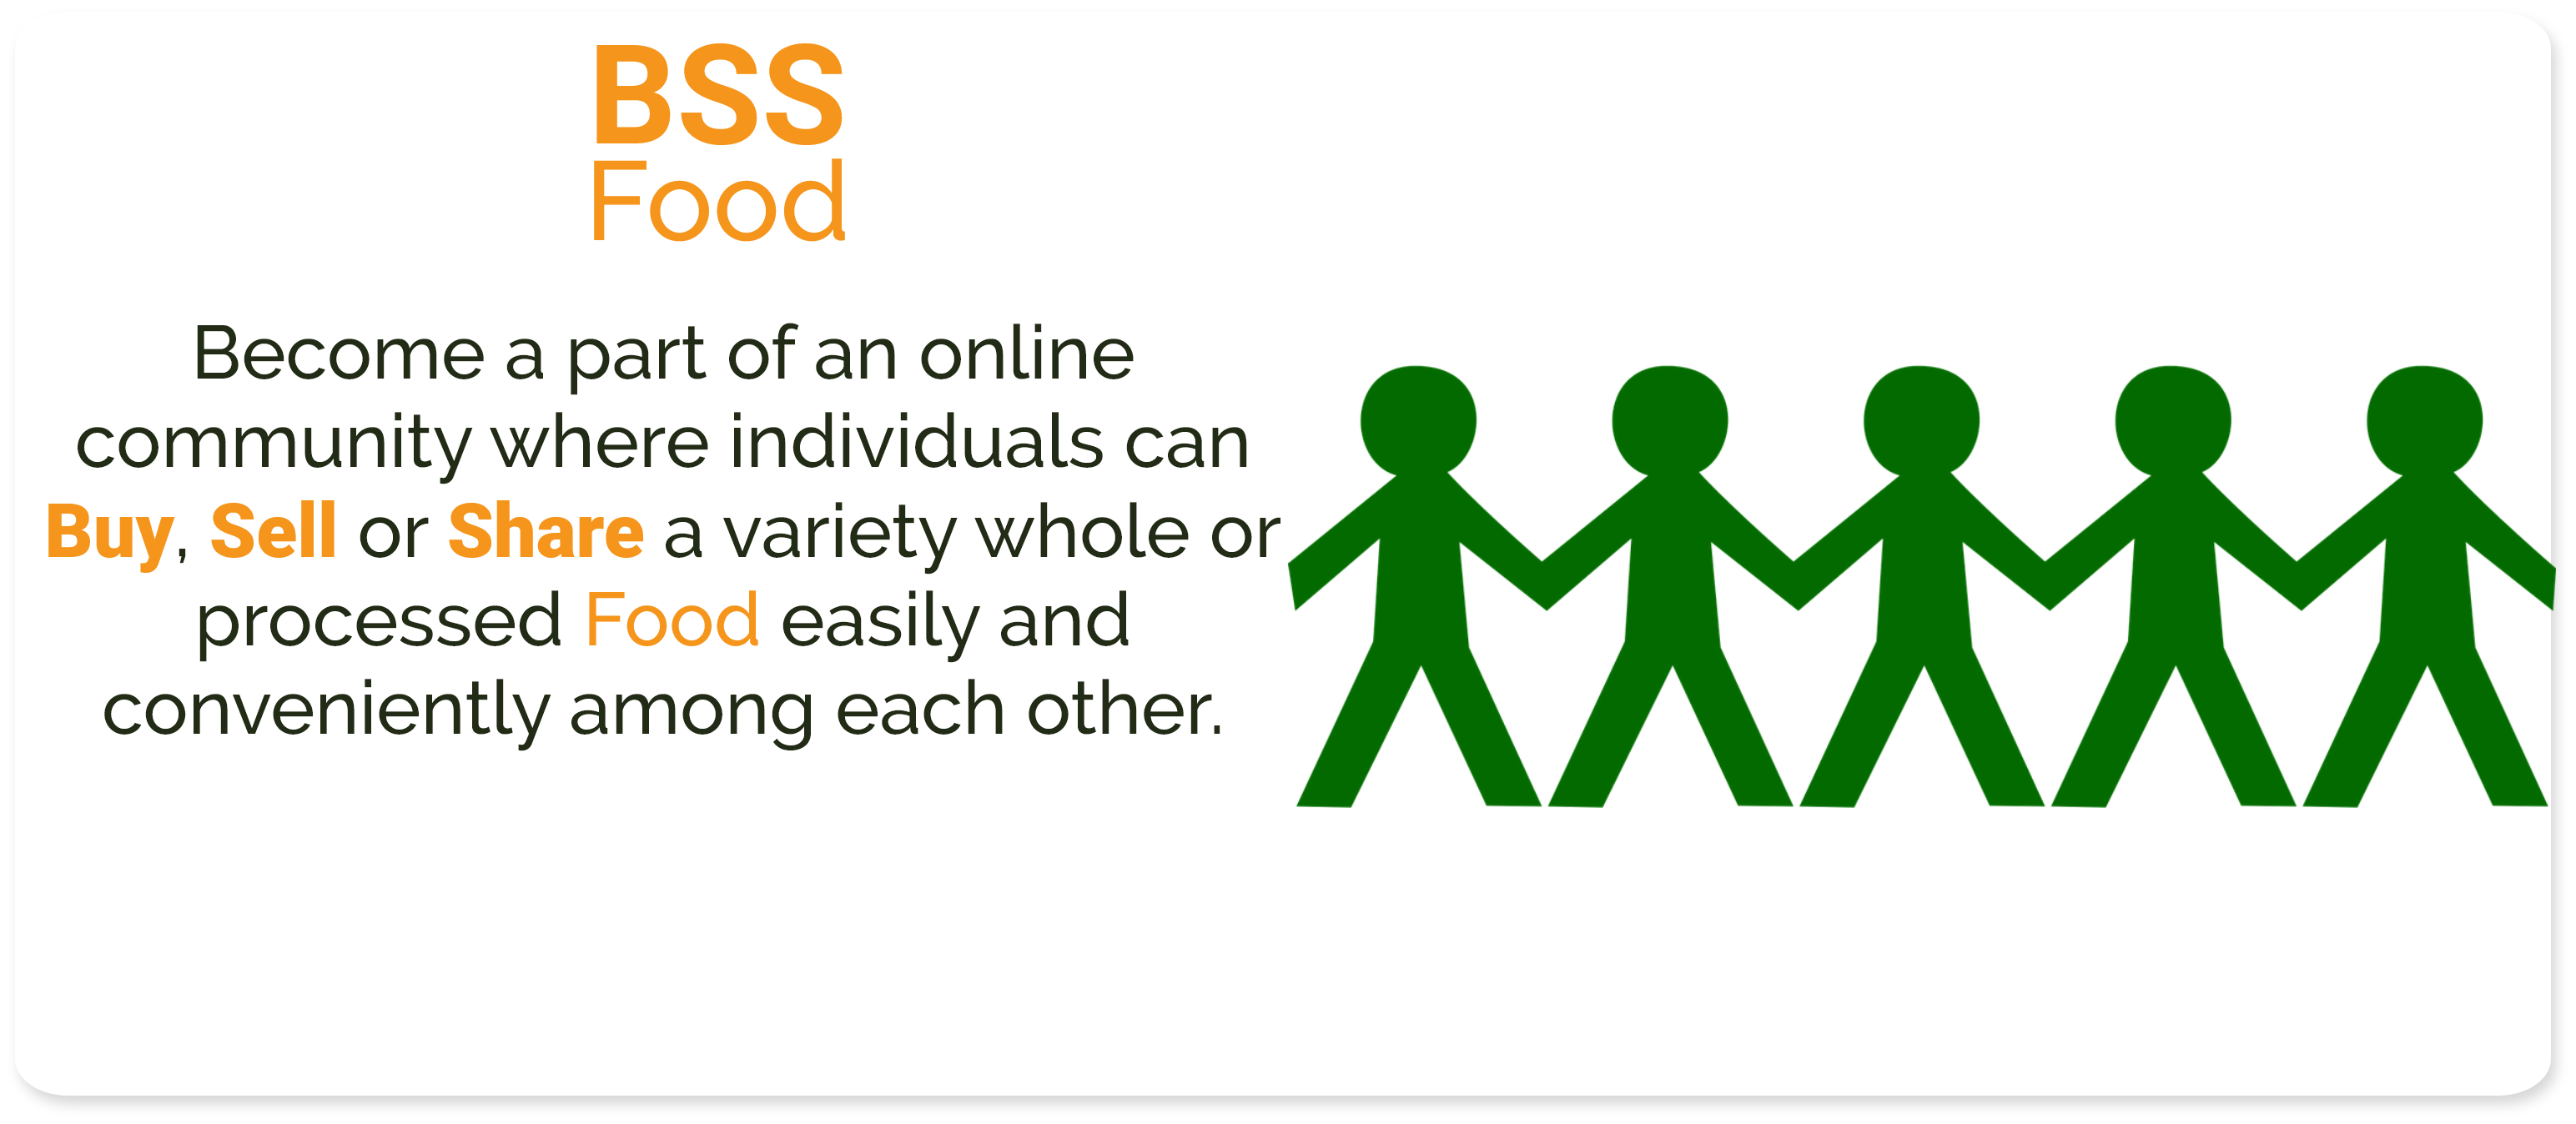 BSS
Food
Become a part of an online
community where individuals can
Buy, Sell or Share a variety whole or
processed Food easily and
conveniently among each other.